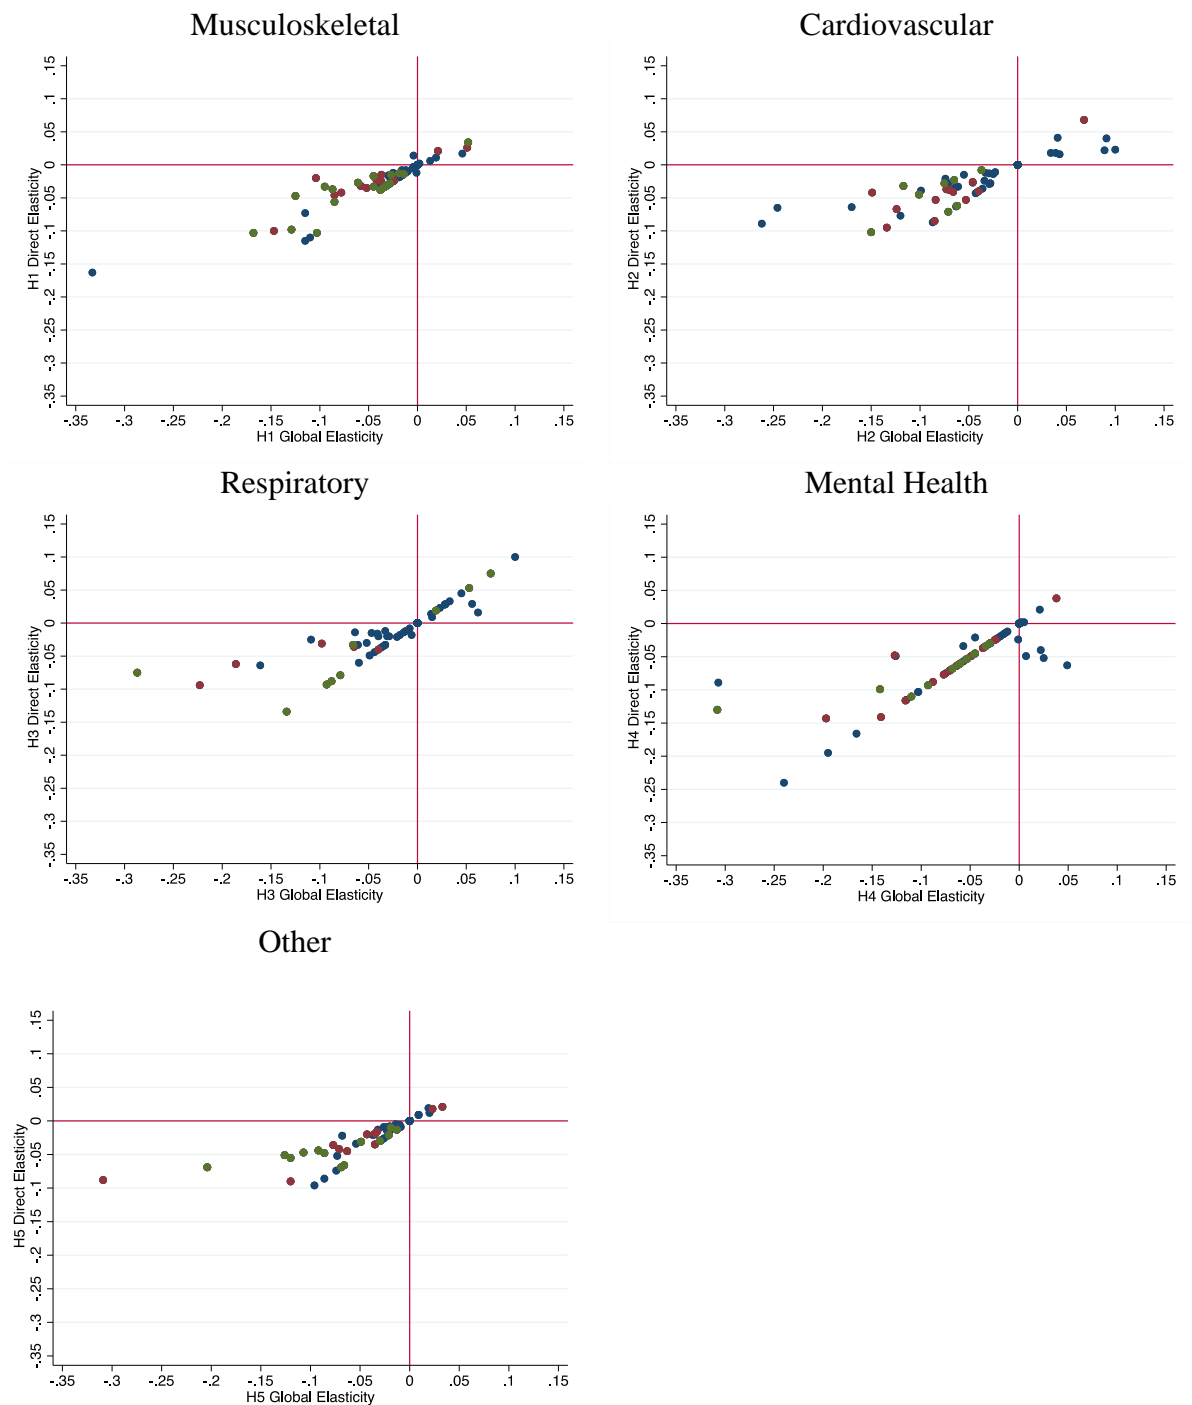 Musculoskeletal
H1 Direct Elasticity
.15
.1
.05
0
-.05
-.1
-.15
-.2
-.25
-.3
-.35
-.35 -.3 -.25 -.2 -.15 -.1 -.05 0 .05 .1 .15
H1 Global Elasticity
Cardiovascular
H2 Direct Elasticity
.15
.1
.05
0
-.05
-.1
-.15
-.2
-.25
-.3
-.35
-.35 -.3 -.25 -.2 -.15 -.1 -.05 0 .05 .1 .15
H2 Global Elasticity
Respiratory
H3 Direct Elasticity
.15
.1
.05
0
-.05
-.1
-.15
-.2
-.25
-.3
-.35
-.35 -.3 -.25 -.2 -.15 -.1 -.05 0 .05 .1 .15
H3 Global Elasticity
Mental Health
H4 Direct Elasticity
.15
.1
.05
0
-.05
-.1
-.15
-.2
-.25
-.3
-.35
-.35 -.3 -.25 -.2 -.15 -.1 -.05 0 .05 .1 .15
H4 Global Elasticity
Other
H5 Direct Elasticity
.15
.1
.05
0
-.05
-.1
-.15
-.2
-.25
-.3
-.35
-.35 -.3 -.25 -.2 -.15 -.1 -.05 0 .05 .1 .15
H5 Global Elasticity